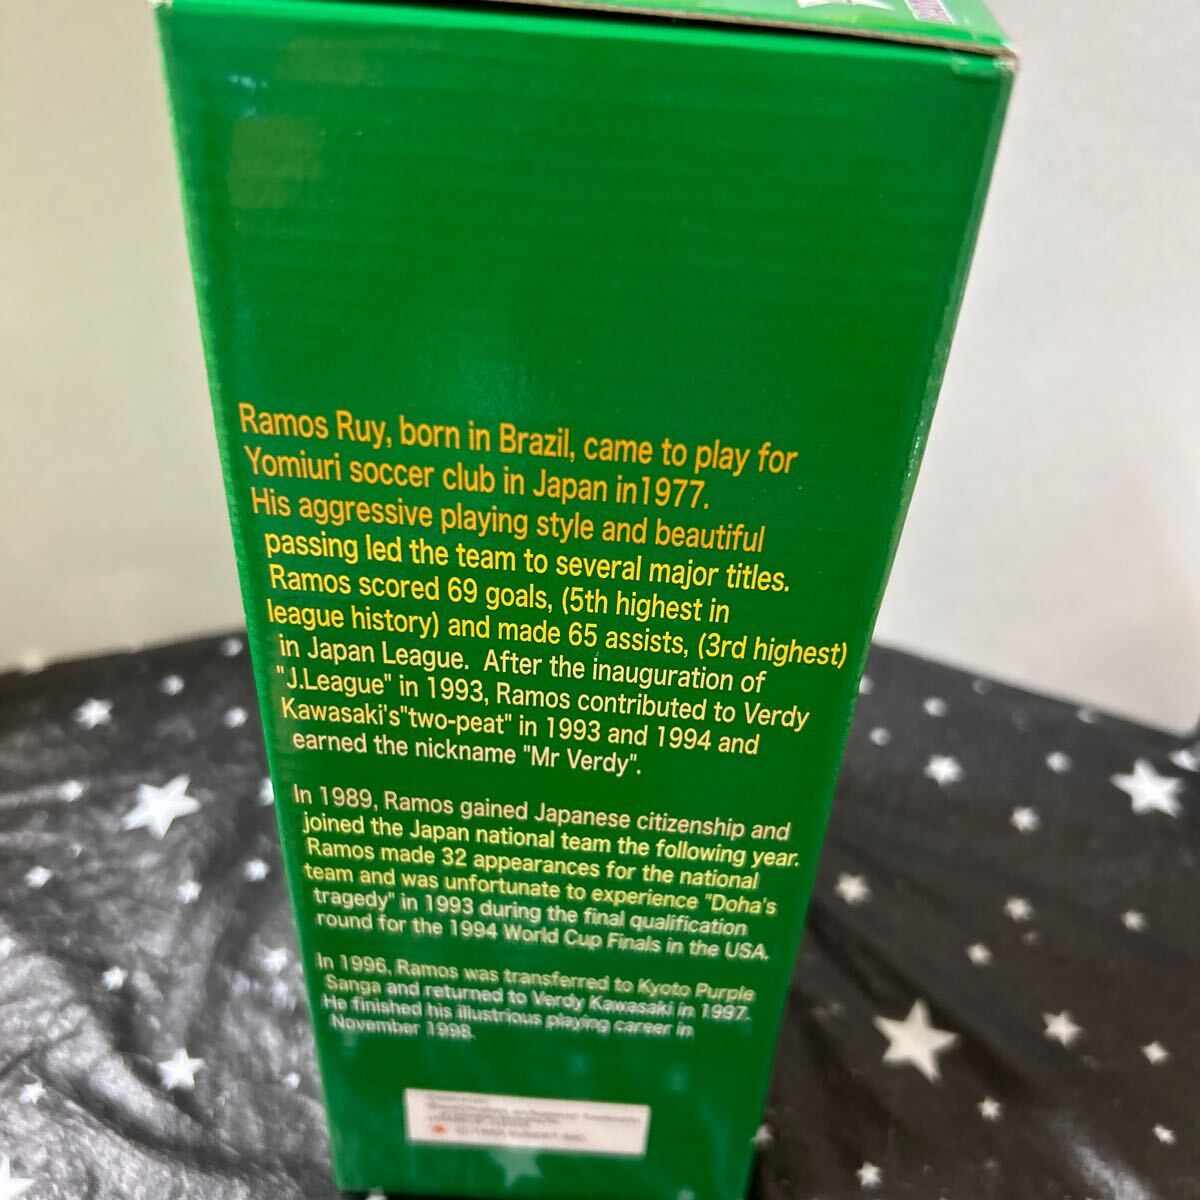 Ramos Ruy, born in Brazil, came to play for
Yomiuri soccer club in Japan in1977.
His aggressive playing style and beautiful
passing led the team to several major titles.
Ramos scored 69 goals, (5th highest in
league history) and made 65 assists, (3rd highest)
in Japan League. After the inauguration of
"J.League" in 1993, Ramos contributed to Verdy
Kawasaki's"two-peat" in 1993 and 1994 and
earned the nickname "Mr Verdy".
In 1989, Ramos gained Japanese citizenship and
joined the Japan national team the following year.
Ramos made 32 appearances for the national
team and was unfortunate to experience "Doha's
tragedy" in 1993 during the final qualification
round for the 1994 World Cup Finals in the USA.
In 1996, Ramos was transferred to Kyoto Purple
Sanga and returned to Verdy Kawasaki in 1997.
He finished his illustrious playing career in
November 1998.